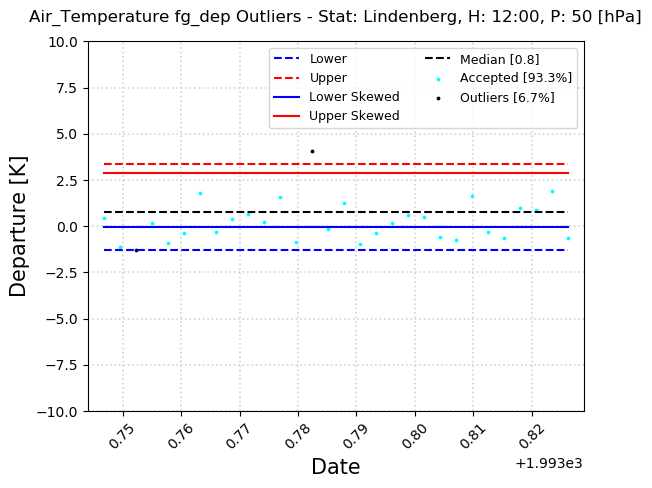 Air_Temperature fg_dep Outliers - Stat: Lindenberg, H: 12:00, P: 50 [hPa]
10.0
7.5
5.0
2.5
0.0
−2.5
−5.0
−7.5
−10.0
Departure [K]
Lower
Upper
Lower Skewed
Upper Skewed
Median [0.8]
Accepted [93.3%]
Outliers [6.7%]
0.75
0.76
0.77
0.78
0.79
0.80
0.81
0.82
+1.993e3
Date